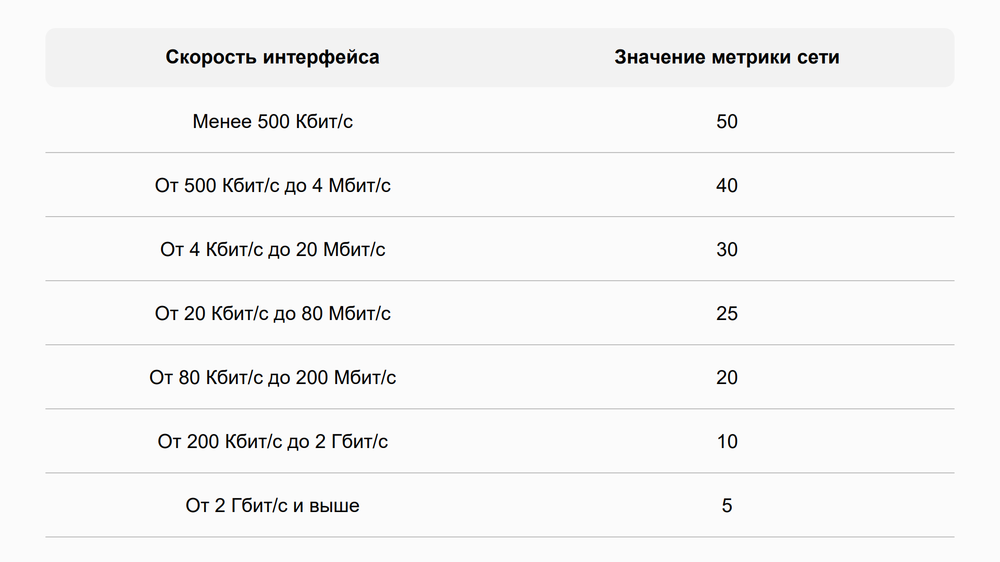 Скорость интерфейса Значение метрики сети
Менее 500 Кбит/с 50
От 500 Кбит/с до 4 Мбит/с 40
От 4 Кбит/с до 20 Мбит/с 30
От 20 Кбит/с до 80 Мбит/с 25
От 80 Кбит/с до 200 Мбит/с 20
От 200 Кбит/с до 2 Гбит/с 10
От 2 Гбит/с и выше 5